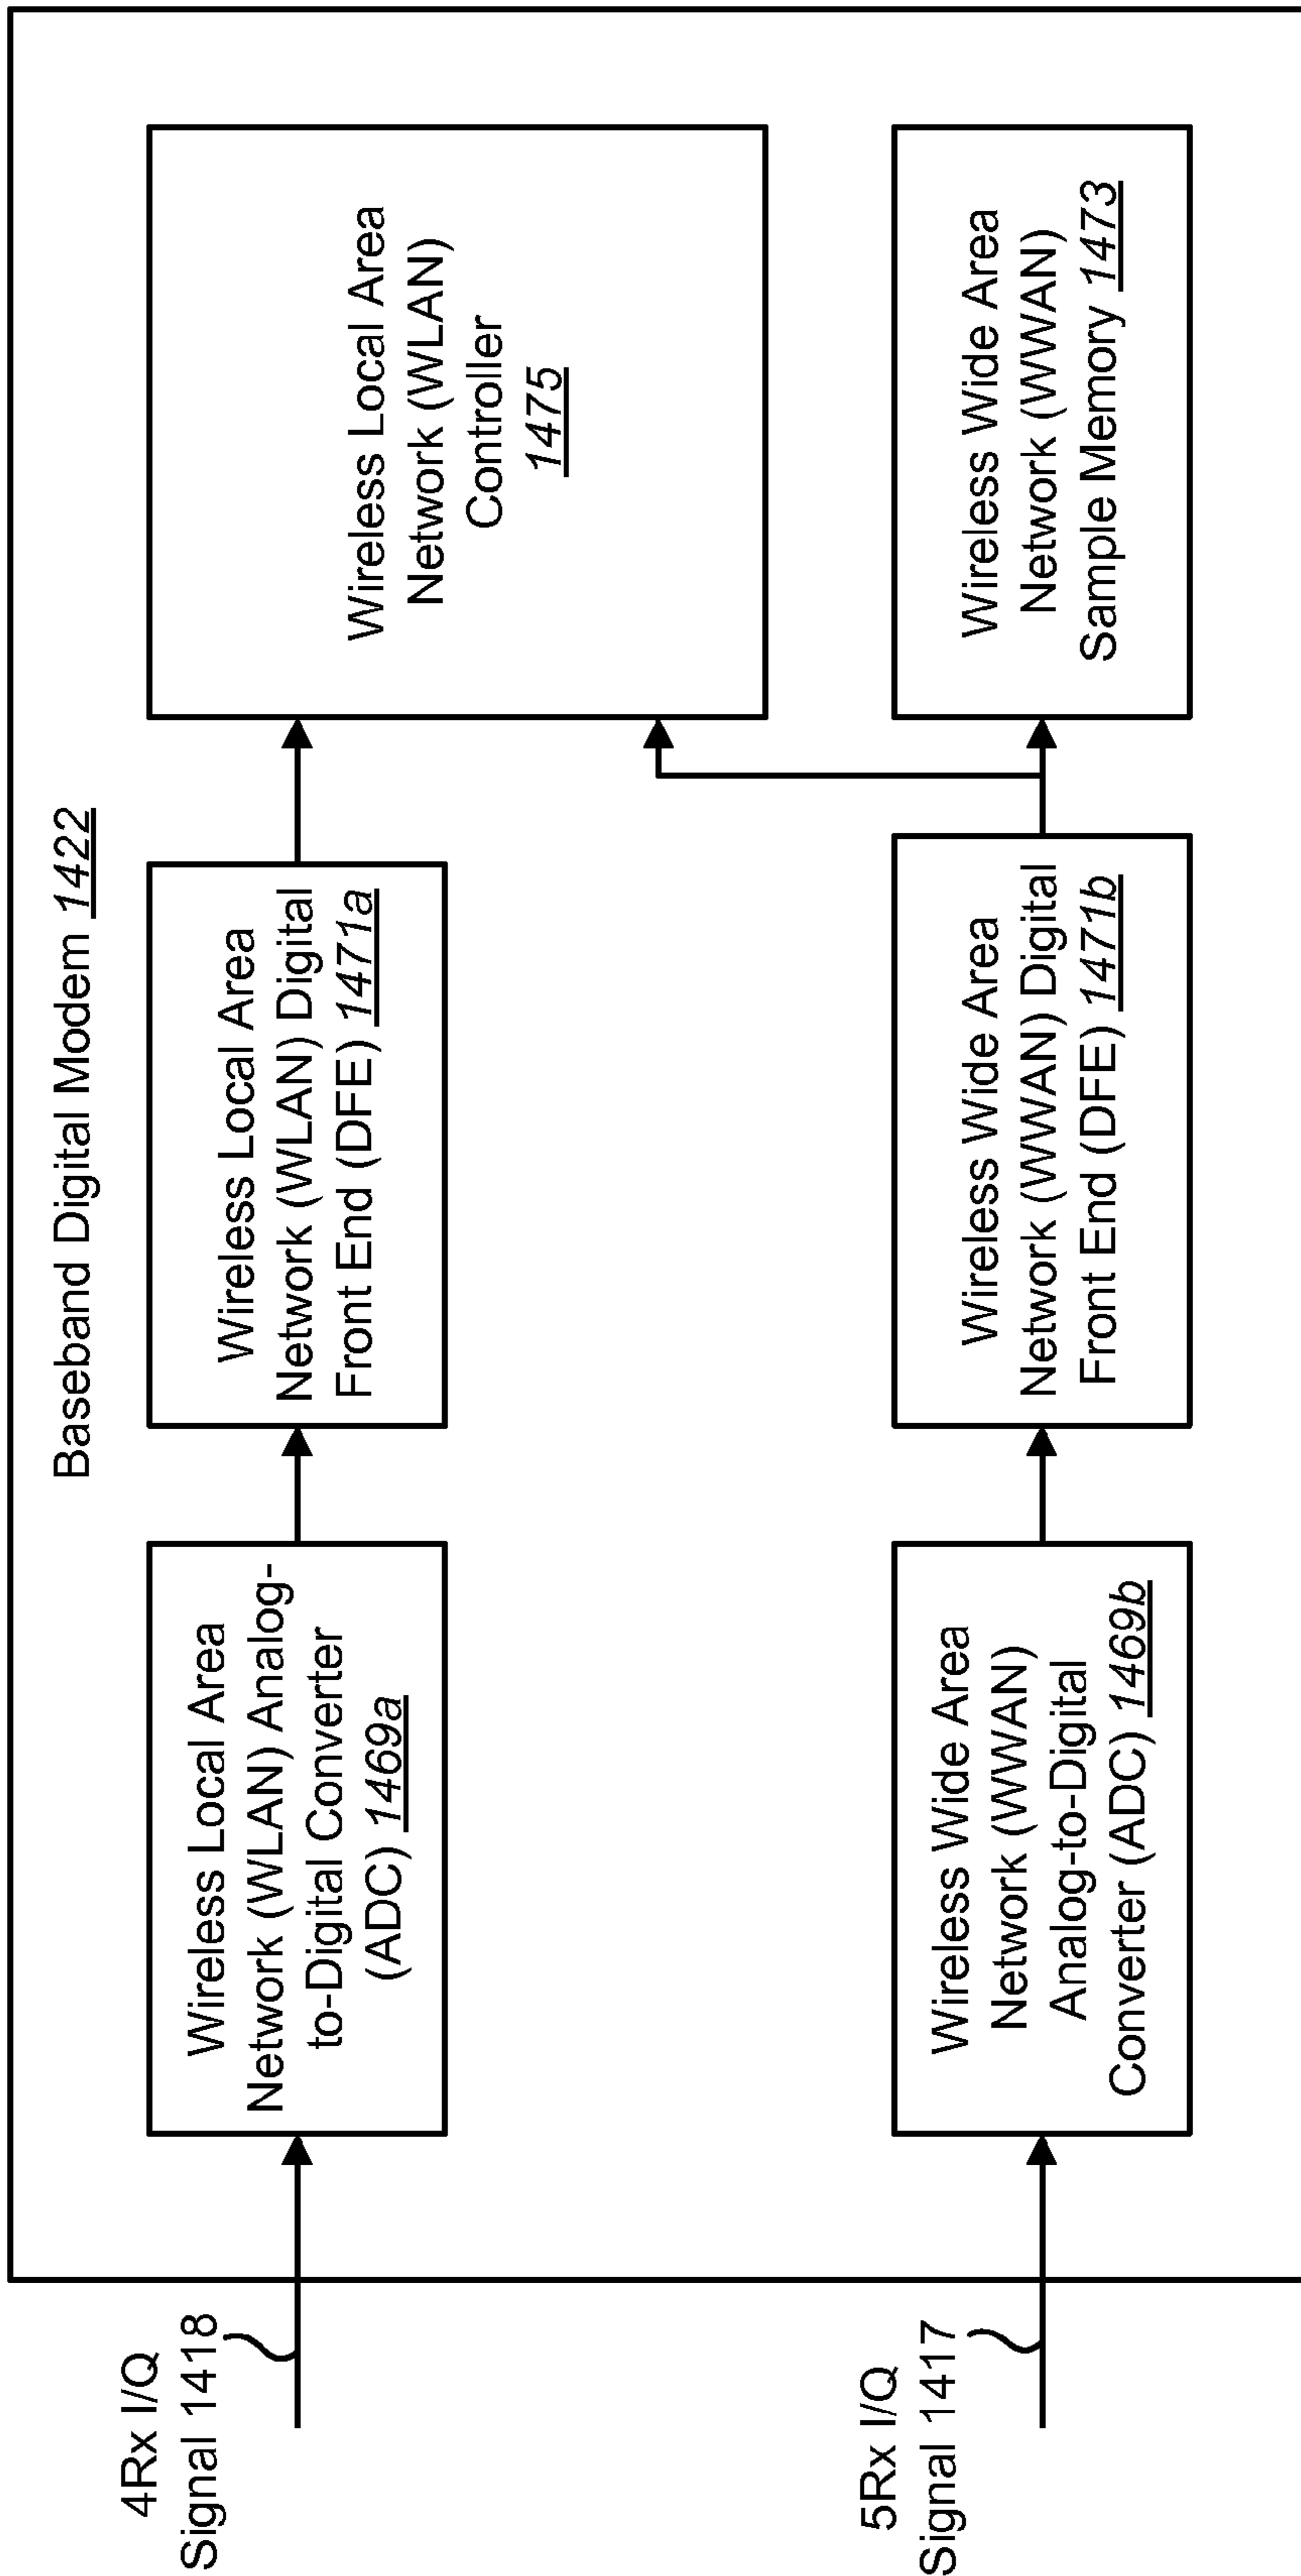 Baseband Digital Modem 1422
4Rx I/Q
Signal 1418
Wireless Local Area
Network (WLAN) Analog-
to-Digital Converter
(ADC) 1469a
Wireless Local Area
Network (WLAN) Digital
Front End (DFE) 1471a
Wireless Local Area
Network (WLAN)
Controller
1475
5Rx I/Q
Signal 1417
Wireless Wide Area
Network (WWAN)
Analog-to-Digital
Converter (ADC) 1469b
Wireless Wide Area
Network (WWAN) Digital
Front End (DFE) 1471b
Wireless Wide Area
Network (WWAN)
Sample Memory 1473